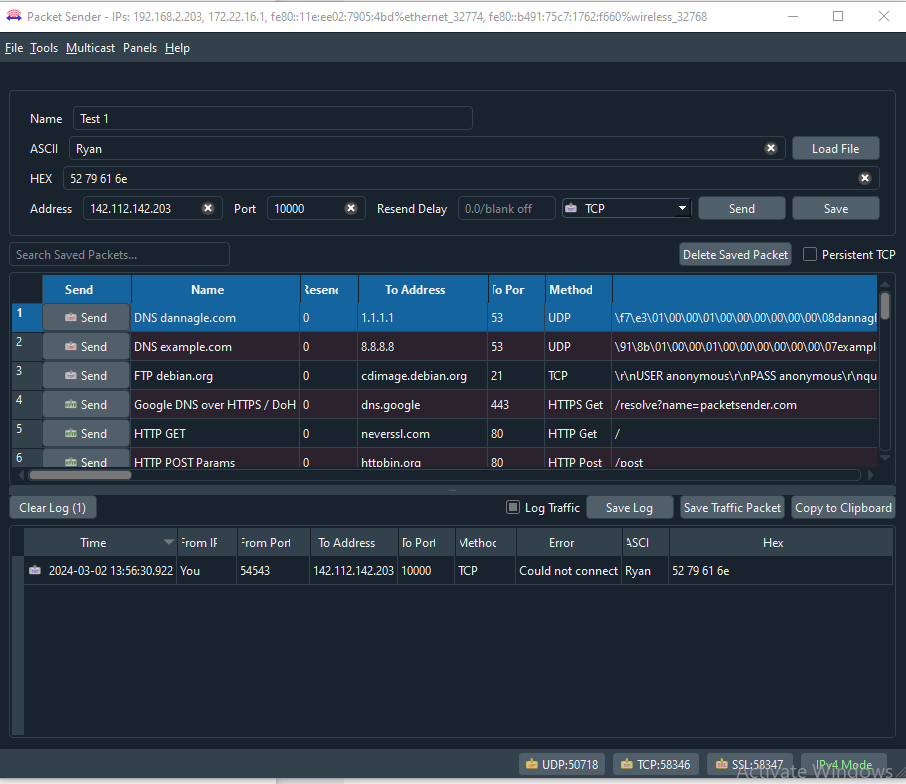 Packet Sender - IPs: 192.168.2.203, 172.22.16.1, fe80::11e:ee02:7905:4bd%ethernet_32774, fe80::b491:75c7:1762:f660%wireless_32768
File Tools Multicast Panels Help
Name Test 1
ASCII Ryan Load File
HEX 52 79 61 6e
Address 142.112.142.203 Port 10000 Resend Delay 0.0/blank off TCP Send Save
Search Saved Packets... Delete Saved Packet Persistent TCP
Send Name Resend To Address To Por Method
1 Send DNS dannagle.com 0 1.1.1.1 53 UDP \f7\e3\01\00\00\01\00\00\00\00\00\00\08dannagl
2 Send DNS example.com 0 8.8.8.8 53 UDP \91\8b\01\00\00\01\00\00\00\00\00\00\07exampl
3 Send FTP debian.org 0 cdimage.debian.org 21 TCP \r\nUSER anonymous\r\nPASS anonymous\r\nqu
4 Send Google DNS over HTTPS / DoH 0 dns.google 443 HTTPS Get /resolve?name=packetsender.com
5 Send HTTP GET 0 neverssl.com 80 HTTP Get /
6 Send HTTP POST Params 0 httpbin.org 80 HTTP Post /post
Clear Log (1) Log Traffic Save Log Save Traffic Packet Copy to Clipboard
Time From IP From Port To Address To Port Method Error ASCI Hex
2024-03-02 13:56:30.922 You 54543 142.112.142.203 10000 TCP Could not connect Ryan 52 79 61 6e
UDP:50718 TCP:58346 SSL:58347 IPv4 Mode
Activate Windows